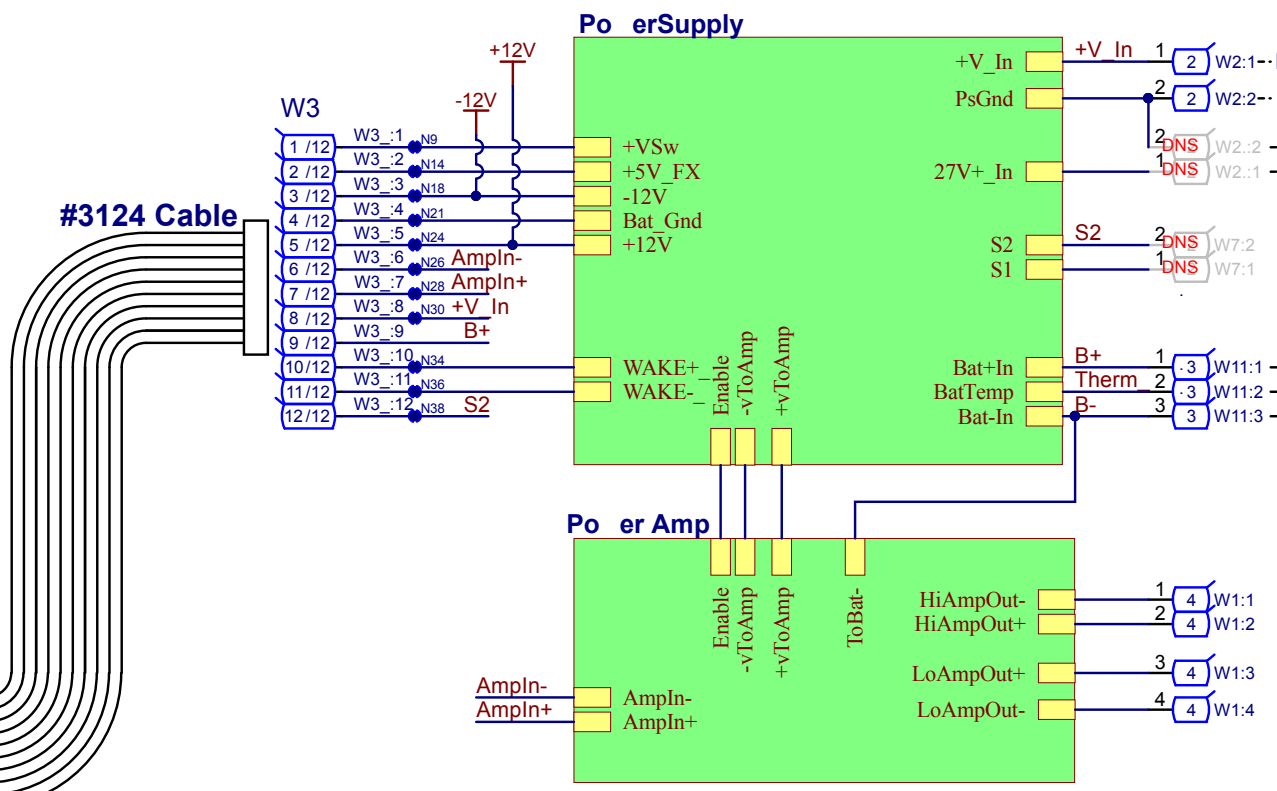 Po erSupply
+12V
-12V
+V_In
+V_In 1 2 W2:1
PsGnd 2 2 W2:2
2 DNS W2.:2
27V+_In 1 DNS W2.:1
S2 S2 2 DNS W7:2
S1 1 DNS W7:1
W3
1 /12 W3_:1 N9 +VSw
2 /12 W3_:2 N14 +5V_FX
3 /12 W3_:3 N18 -12V
4 /12 W3_:4 N21 Bat_Gnd
5 /12 W3_:5 N24 +12V
6 /12 W3_:6 N26 AmpIn-
7 /12 W3_:7 N28 AmpIn+
8 /12 W3_:8 N30 +V_In
9 /12 W3_:9 B+
10/12 W3_:10 N34 WAKE+_
11/12 W3_:11 N36 WAKE-_
12/12 W3_:12 N38 S2
#3124 Cable
Enable
-vToAmp
+vToAmp
Bat+In B+ 1 3 W11:1
BatTemp Therm_ 2 3 W11:2
Bat-In B- 3 3 W11:3
Po er Amp
Enable
-vToAmp
+vToAmp
ToBat-
HiAmpOut- 1 4 W1:1
HiAmpOut+ 2 4 W1:2
LoAmpOut+ 3 4 W1:3
LoAmpOut- 4 4 W1:4
AmpIn- AmpIn-
AmpIn+ AmpIn+